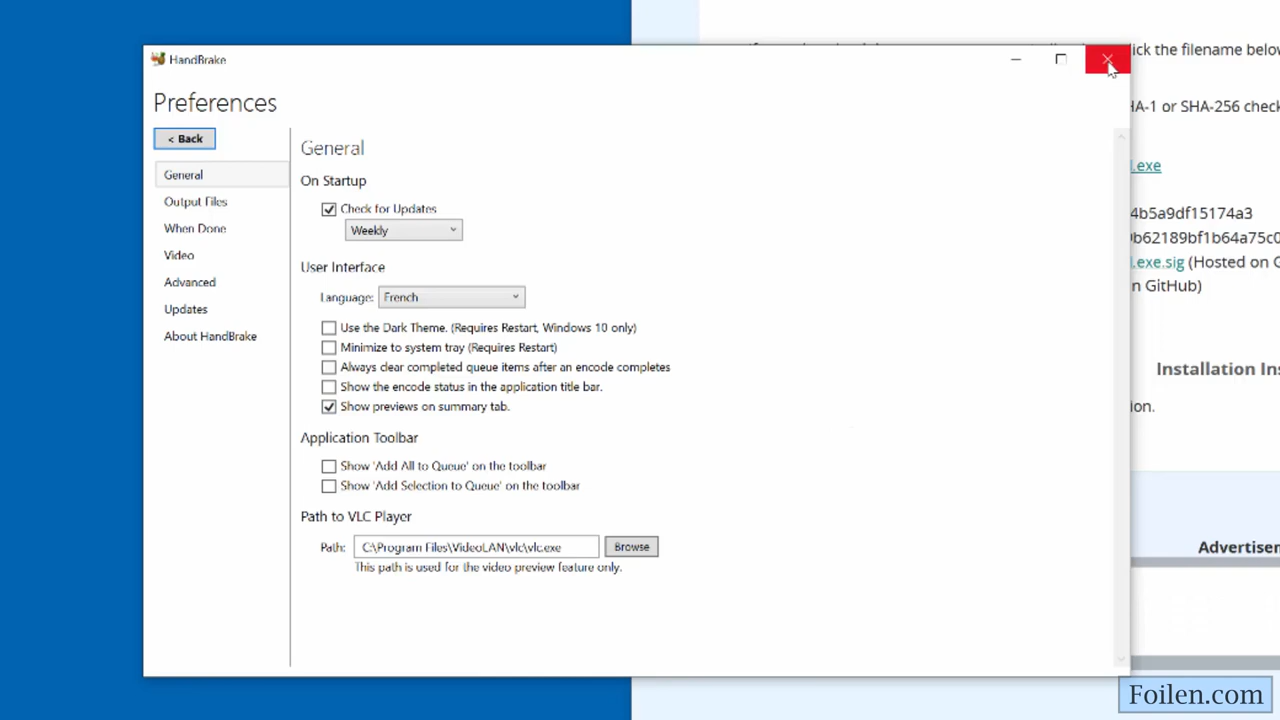 ick the filename belov
HandBrake
Preferences
HA-1 or SHA-256 check
< Back
General
General
.exe
On Startup
Output Files
Check for Updates
4b5a9df15174a3
When Done
Weekly
b62189bf1b64a75c0
Video
User Interface
.exe.sig (Hosted on G
Advanced
n GitHub)
Language: French
Updates
Use the Dark Theme. (Requires Restart, Windows 10 only)
About HandBrake
Minimize to system tray (Requires Restart)
Always clear completed queue items after an encode completes
Installation Ins
Show the encode status in the application title bar.
Show previews on summary tab.
ion.
Application Toolbar
Show 'Add All to Queue' on the toolbar
Show 'Add Selection to Queue' on the toolbar
Path to VLC Player
Path: C:\Program Files\VideoLAN\vlc\vlc.exe Browse
Advertisem
This path is used for the video preview feature only.
Foilen.com